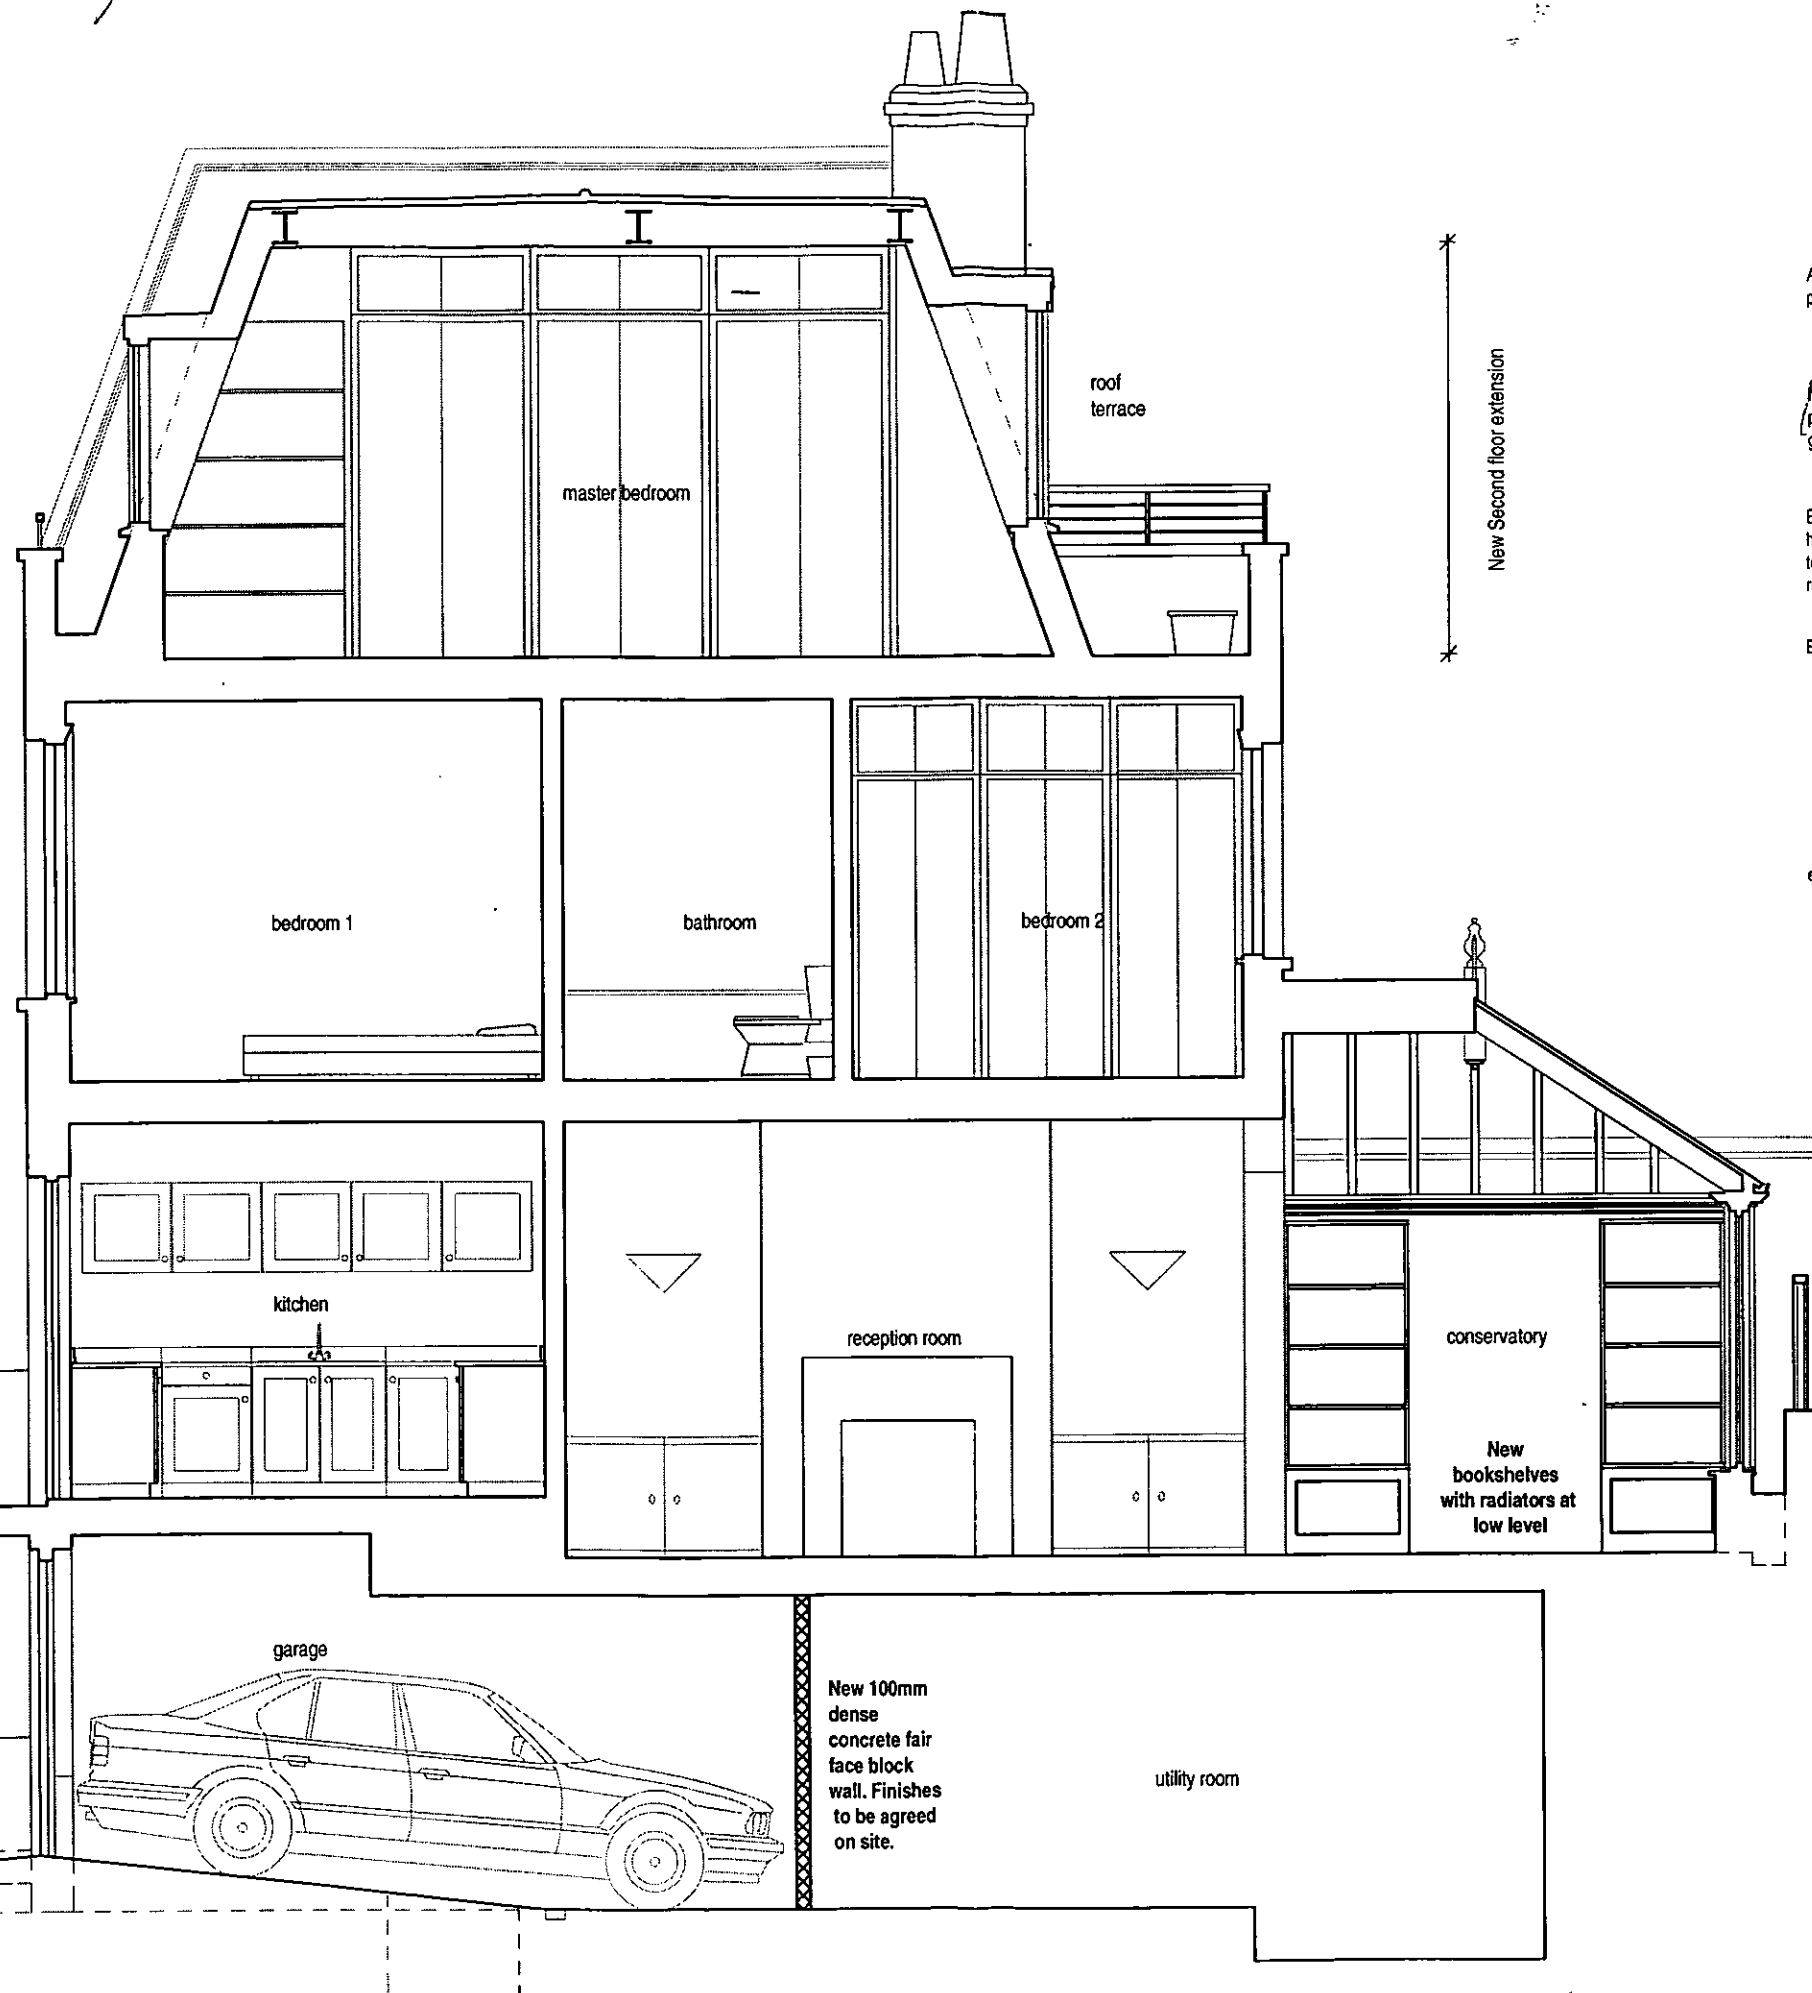 roof
terrace
New Second floor extension
master bedroom
bedroom 1
bathroom
bedroom 2
kitchen
reception room
conservatory
New
bookshelves
with radiators at
low level
garage
New 100mm
dense
concrete fair
face block
wall. Finishes
to be agreed
on site.
utility room